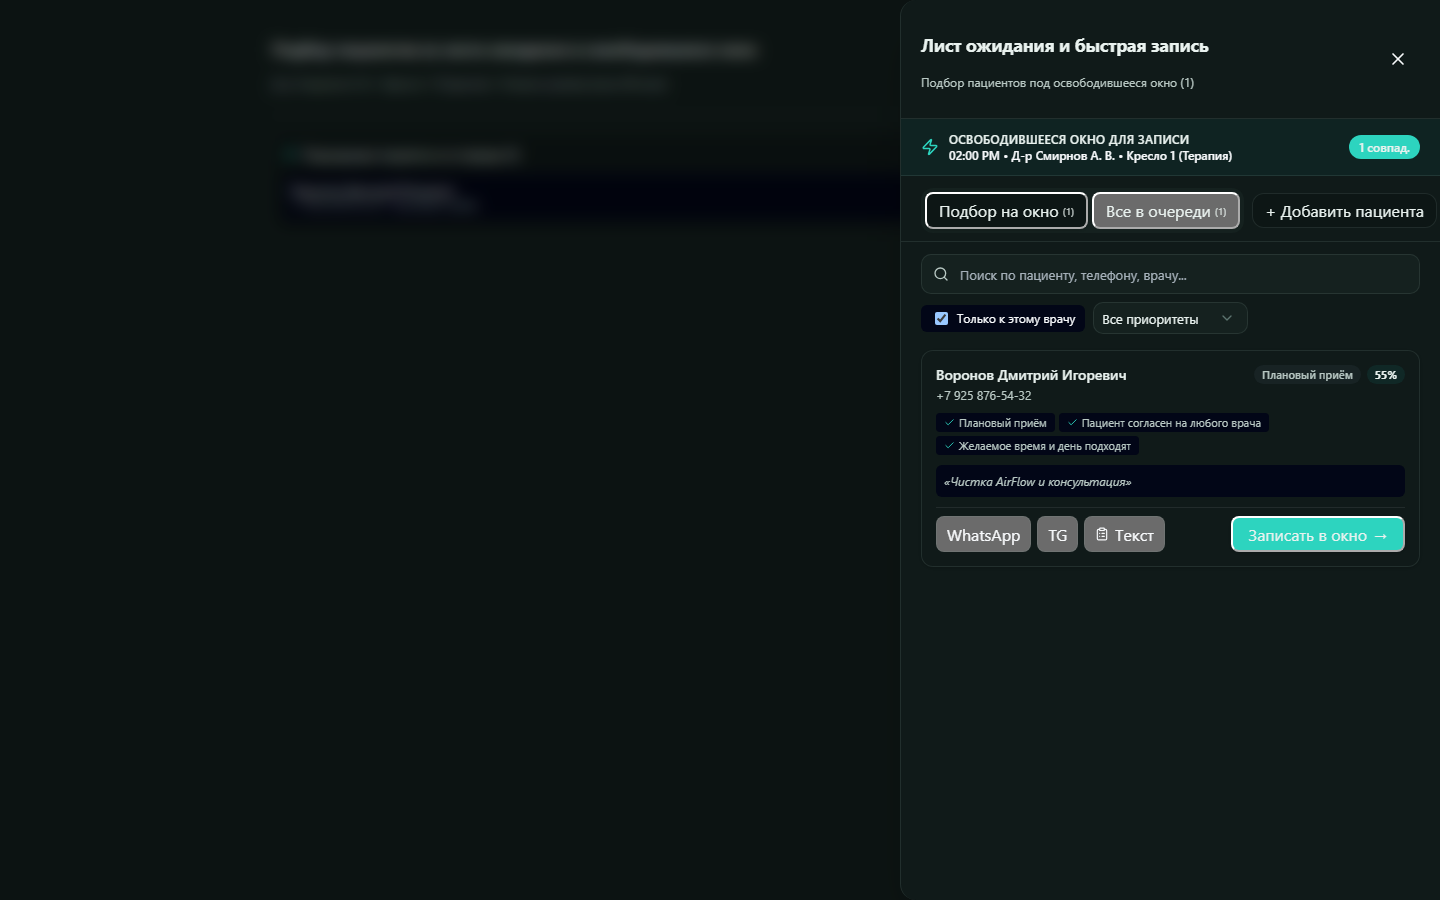 Лист ожидания и быстрая запись
Подбор пациентов под освободившееся окно (1)
ОСВОБОДИВШЕЕСЯ ОКНО ДЛЯ ЗАПИСИ
02:00 PM • Д-р Смирнов А. В. • Кресло 1 (Терапия)
1 совпад.
Подбор на окно (1)
Все в очереди (1)
+ Добавить пациента
Поиск по пациенту, телефону, врачу...
Только к этому врачу
Все приоритеты
Воронов Дмитрий Игоревич
Плановый приём
55%
+7 925 876-54-32
Плановый приём
Пациент согласен на любого врача
Желаемое время и день подходят
«Чистка AirFlow и консультация»
WhatsApp
TG
Текст
Записать в окно →